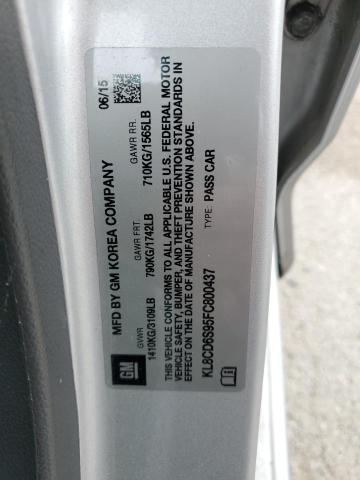 GM
MFD BY GM KOREA COMPANY
06/15
GAWR FRT.
GAWR RR.
1410KG/3109LB
790KG/1742LB
710KG/1565LB
THIS VEHICLE CONFORMS TO ALL APPLICABLE U.S. FEDERAL MOTOR
VEHICLE SAFETY, BUMPER, AND THEFT PREVENTION STANDARDS IN
EFFECT ON THE DATE OF MANUFACTURE SHOWN ABOVE.
KL8CD6S95FC800437
TYPE: PASS CAR